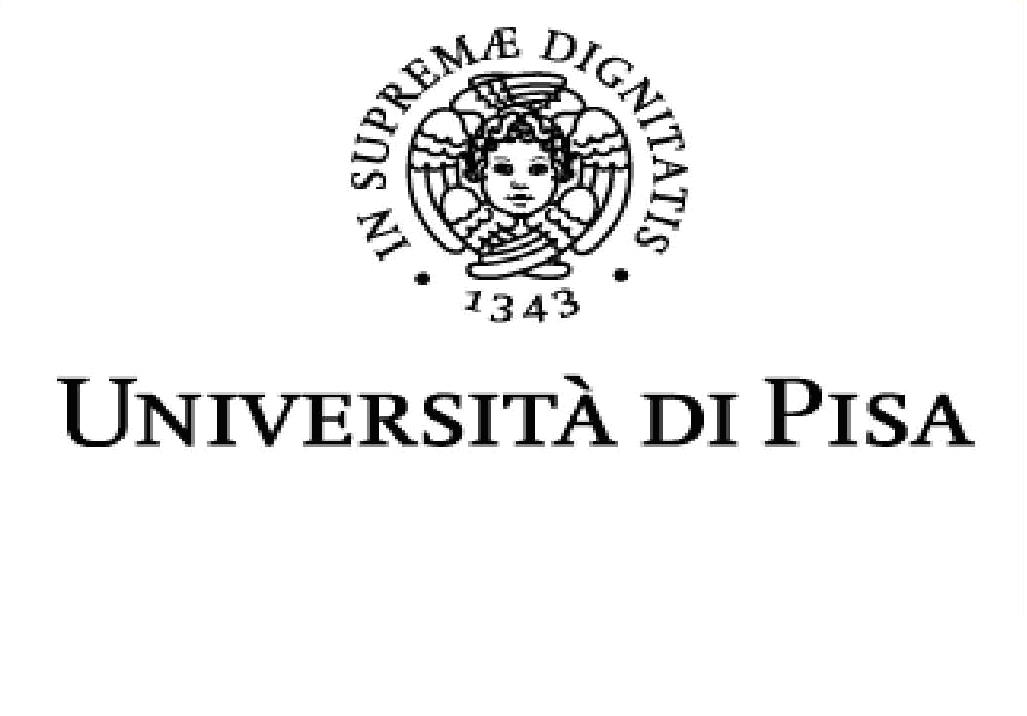 IN SUPREMÆ DIGNITATIS
• 1343 •
UNIVERSITÀ DI PISA